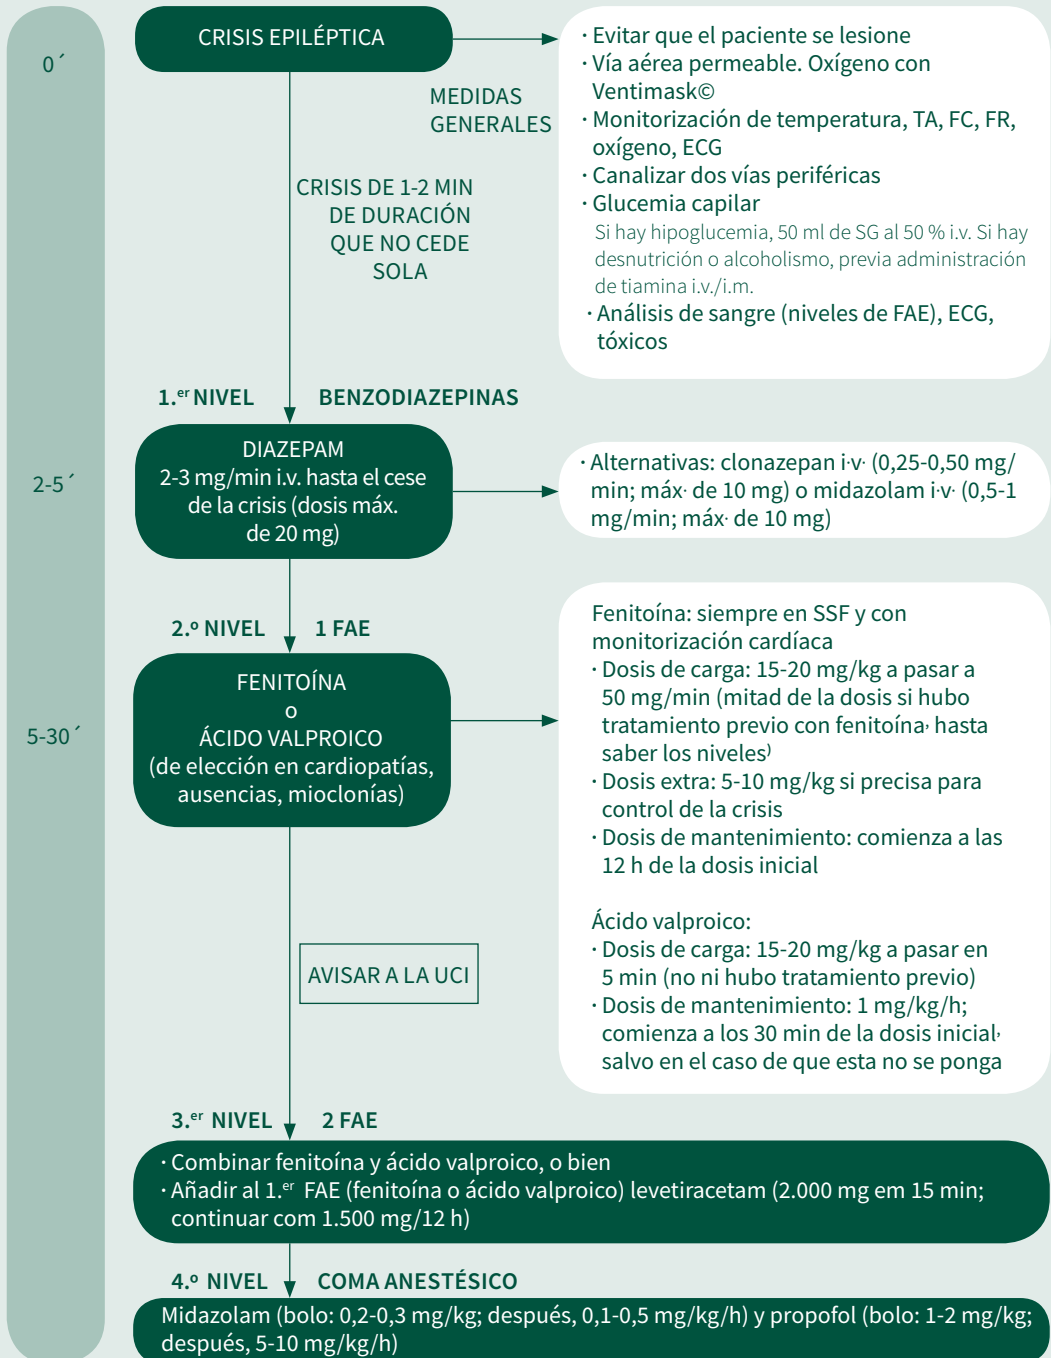 0´
CRISIS EPILÉPTICA
MEDIDAS
GENERALES
· Evitar que el paciente se lesione
· Vía aérea permeable. Oxígeno con
Ventimask©
· Monitorización de temperatura, TA, FC, FR,
oxígeno, ECG
· Canalizar dos vías periféricas
· Glucemia capilar
Si hay hipoglucemia, 50 ml de SG al 50 % i.v. Si hay
desnutrición o alcoholismo, previa administración
de tiamina i.v./i.m.
· Análisis de sangre (niveles de FAE), ECG,
tóxicos
CRISIS DE 1-2 MIN
DE DURACIÓN
QUE NO CEDE
SOLA
1.er NIVEL BENZODIAZEPINAS
2-5´
DIAZEPAM
2-3 mg/min i.v. hasta el cese
de la crisis (dosis máx.
de 20 mg)
· Alternativas: clonazepan i·v· (0,25-0,50 mg/
min; máx· de 10 mg) o midazolam i·v· (0,5-1
mg/min; máx· de 10 mg)
2.º NIVEL 1 FAE
5-30´
FENITOÍNA
o
ÁCIDO VALPROICO
(de elección en cardiopatías,
ausencias, mioclonías)
Fenitoína: siempre en SSF y con
monitorización cardíaca
· Dosis de carga: 15-20 mg/kg a pasar a
50 mg/min (mitad de la dosis si hubo
tratamiento previo con fenitoína, hasta
saber los niveles)
· Dosis extra: 5-10 mg/kg si precisa para
control de la crisis
· Dosis de mantenimiento: comienza a las
12 h de la dosis inicial
Ácido valproico:
· Dosis de carga: 15-20 mg/kg a pasar en
5 min (no ni hubo tratamiento previo)
· Dosis de mantenimiento: 1 mg/kg/h;
comienza a los 30 min de la dosis inicial,
salvo en el caso de que esta no se ponga
AVISAR A LA UCI
3.er NIVEL 2 FAE
· Combinar fenitoína y ácido valproico, o bien
· Añadir al 1.er FAE (fenitoína o ácido valproico) levetiracetam (2.000 mg em 15 min;
continuar com 1.500 mg/12 h)
4.º NIVEL COMA ANESTÉSICO
Midazolam (bolo: 0,2-0,3 mg/kg; después, 0,1-0,5 mg/kg/h) y propofol (bolo: 1-2 mg/kg;
después, 5-10 mg/kg/h)